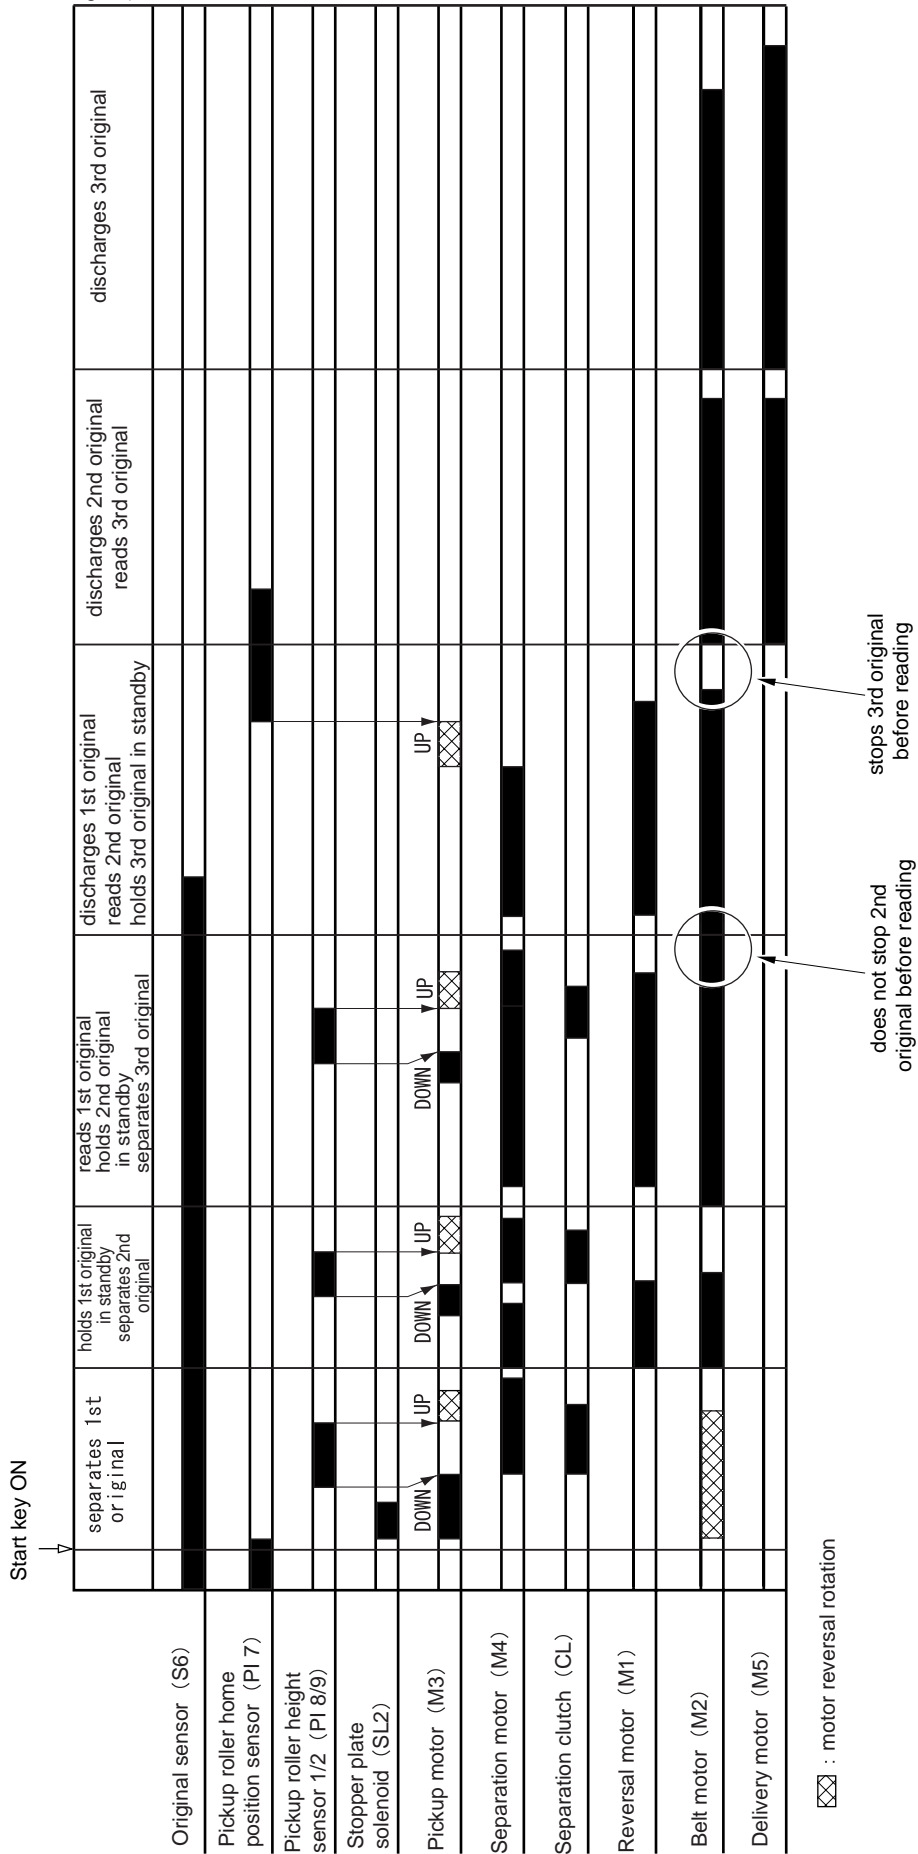 Start key ON
separates 1st
original
holds 1st original
in standby
separates 2nd
original
reads 1st original
holds 2nd original
in standby
separates 3rd original
discharges 1st original
reads 2nd original
holds 3rd original in standby
discharges 2nd original
reads 3rd original
discharges 3rd original
Original sensor (S6)
Pickup roller home
position sensor (PI 7)
Pickup roller height
sensor 1/2 (PI 8/9)
Stopper plate
solenoid (SL2)
Pickup motor (M3)
DOWN
UP
DOWN
UP
DOWN
UP
UP
Separation motor (M4)
Separation clutch (CL)
Reversal motor (M1)
Belt motor (M2)
Delivery motor (M5)
does not stop 2nd
original before reading
stops 3rd original
before reading
: motor reversal rotation